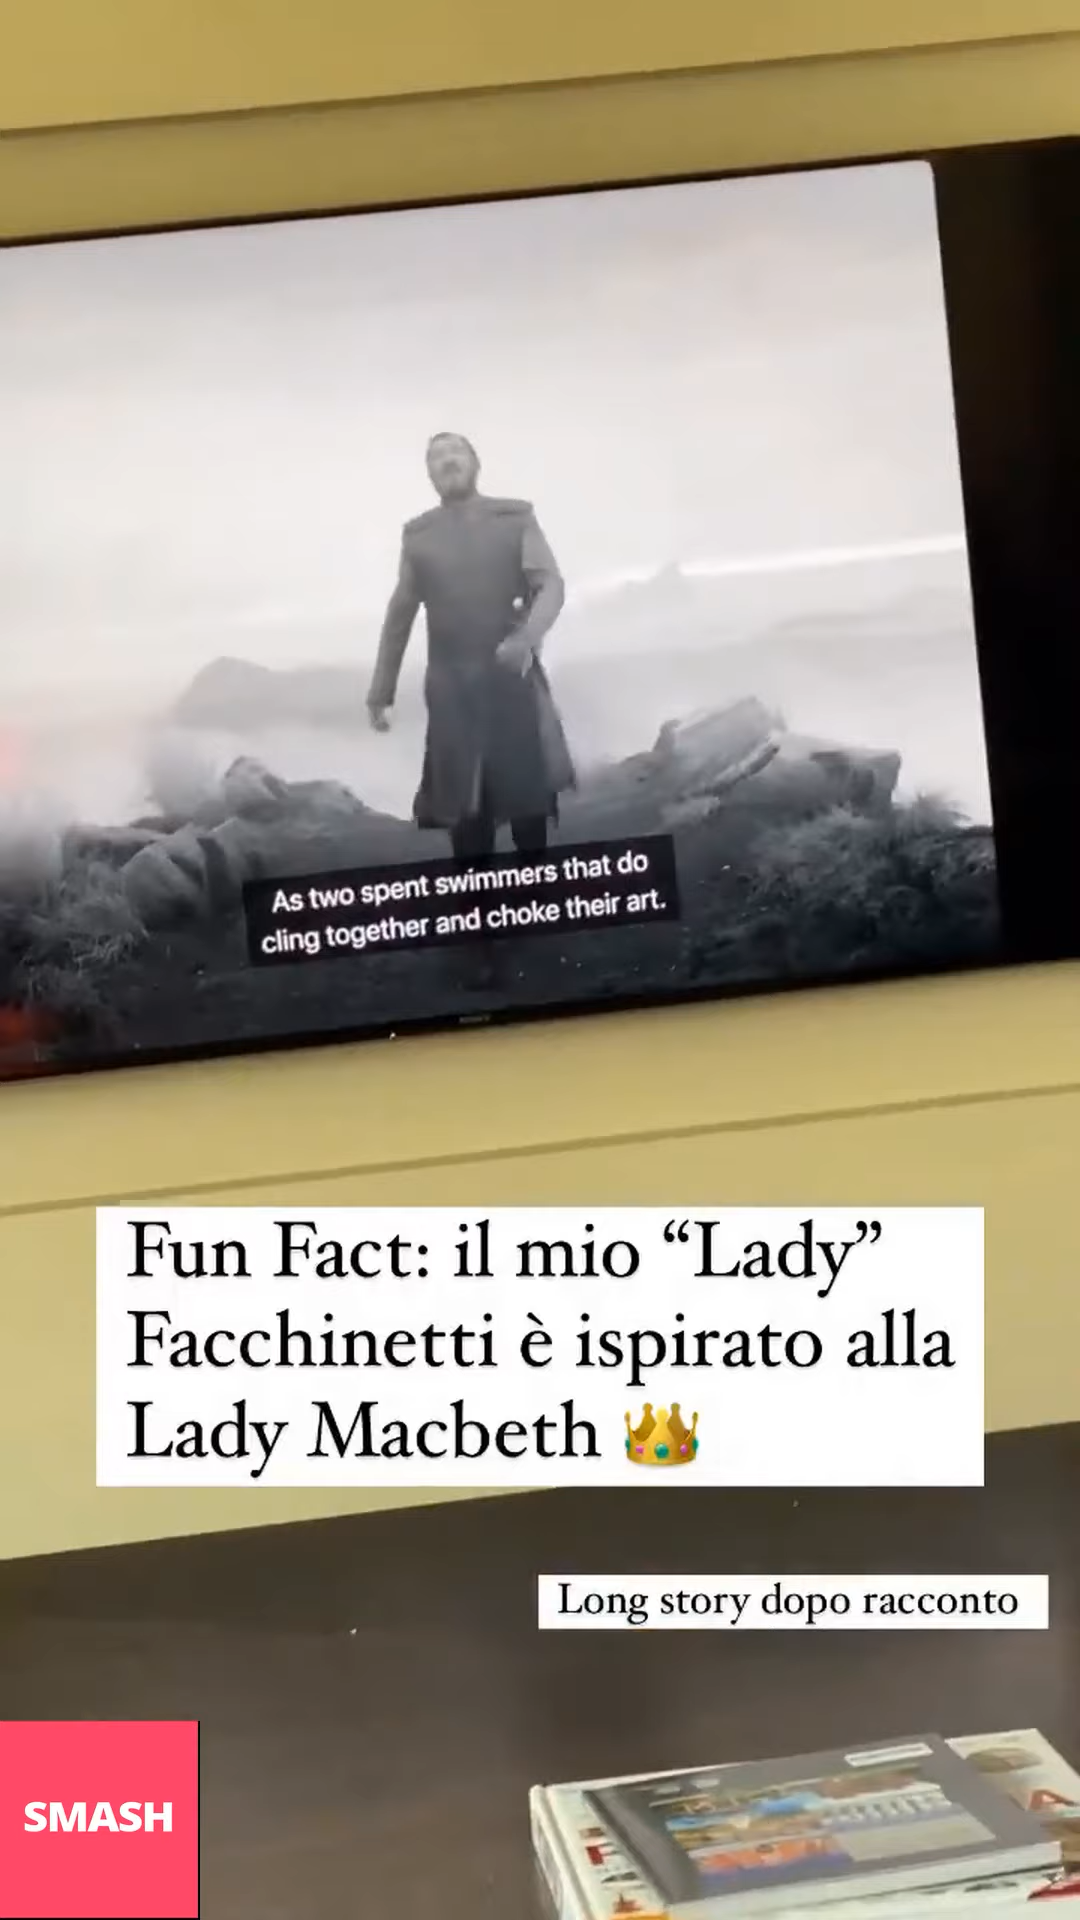 As two spent swimmers that do
cling together and choke their art.
Fun Fact: il mio “Lady”
Facchinetti è ispirato alla
Lady Macbeth 👑
Long story dopo racconto
SMASH